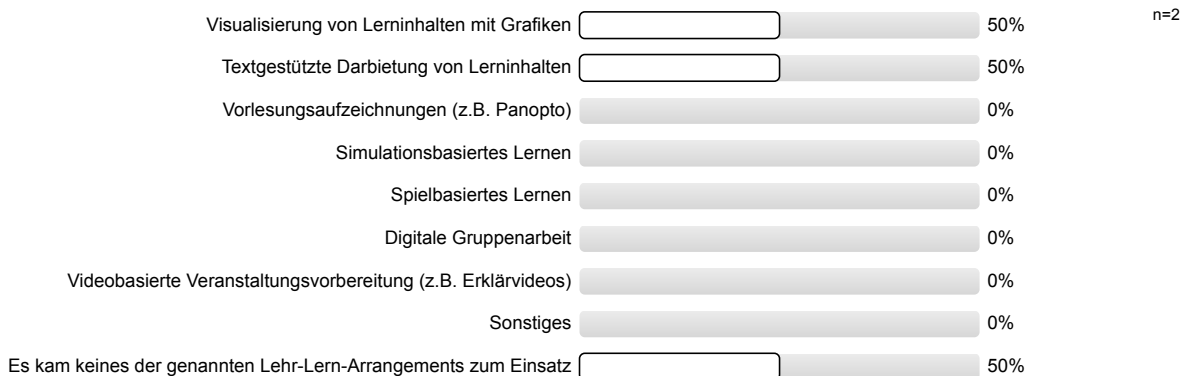 Visualisierung von Lerninhalten mit Grafiken 50% n=2
Textgestützte Darbietung von Lerninhalten 50%
Vorlesungsaufzeichnungen (z.B. Panopto) 0%
Simulationsbasiertes Lernen 0%
Spielbasiertes Lernen 0%
Digitale Gruppenarbeit 0%
Videobasierte Veranstaltungsvorbereitung (z.B. Erklärvideos) 0%
Sonstiges 0%
Es kam keines der genannten Lehr-Lern-Arrangements zum Einsatz 50%